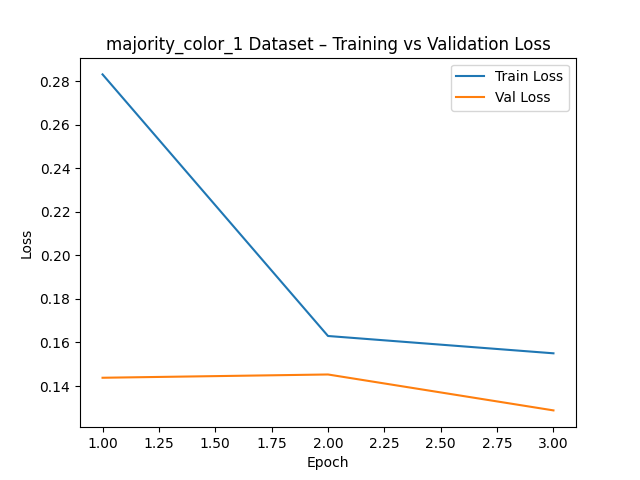 majority_color_1 Dataset – Training vs Validation Loss
Train Loss
Val Loss
Loss
0.28
0.26
0.24
0.22
0.20
0.18
0.16
0.14
1.00 1.25 1.50 1.75 2.00 2.25 2.50 2.75 3.00
Epoch